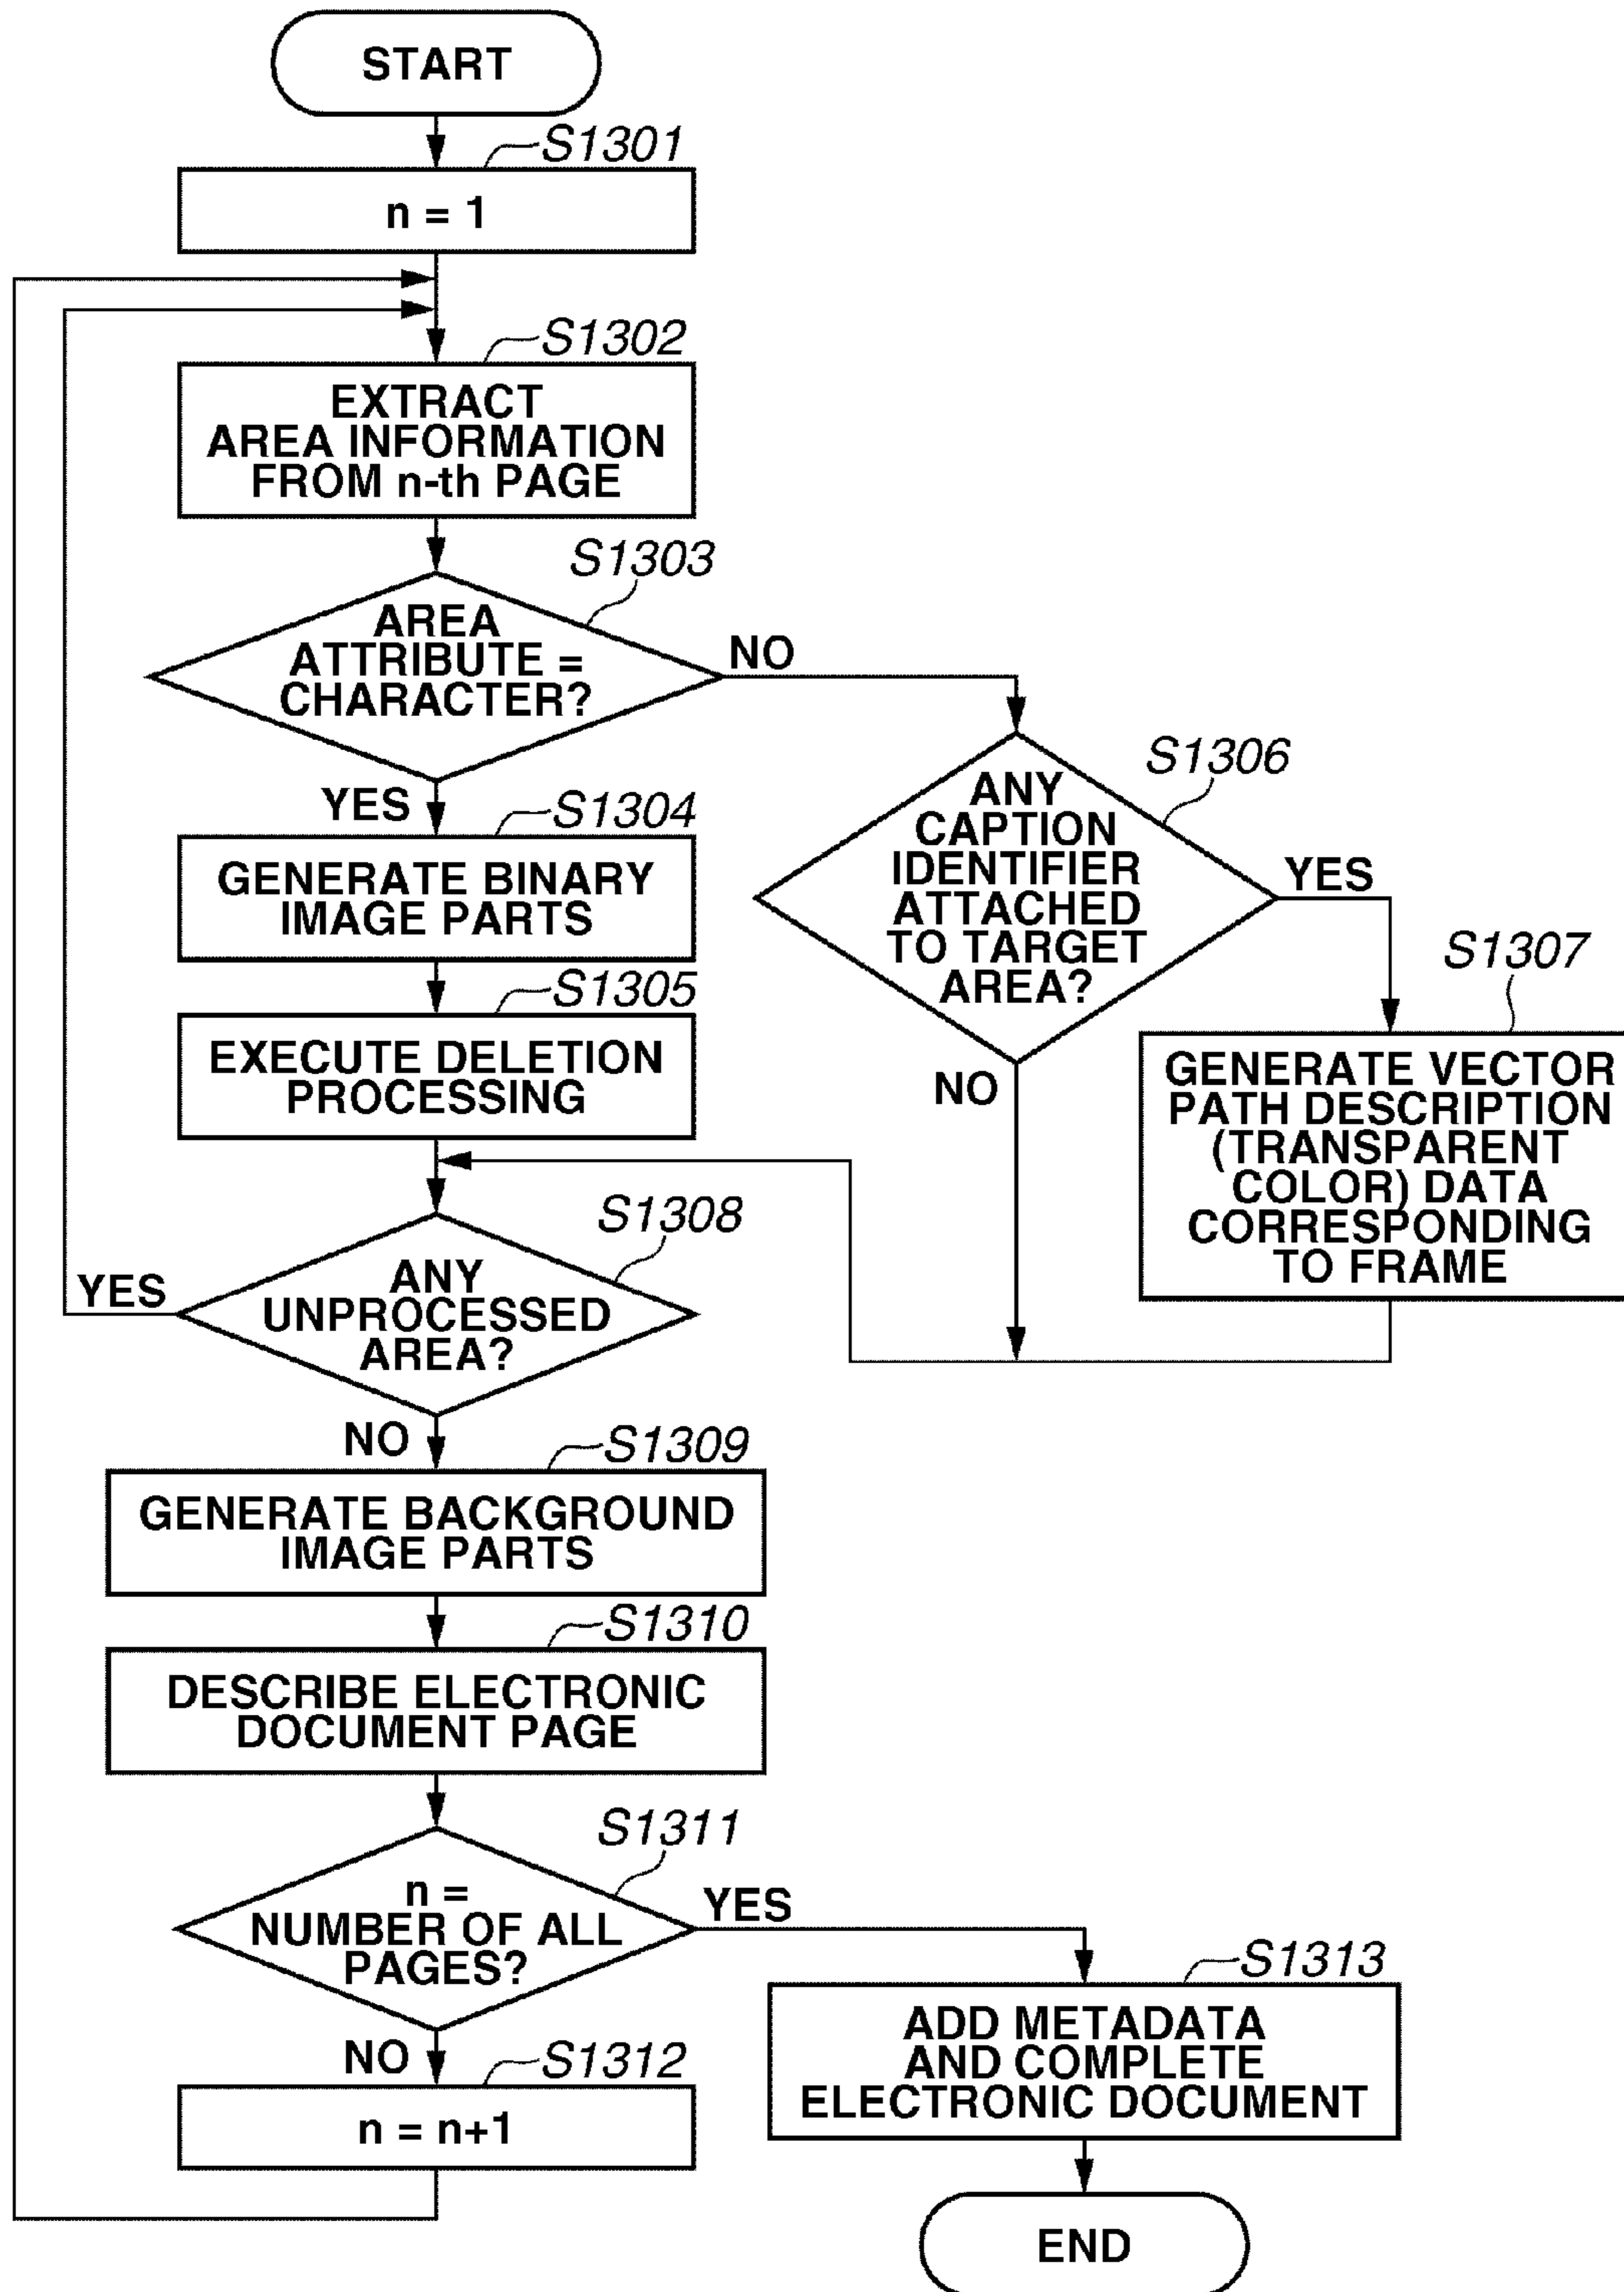 START
S1301
n = 1
S1302
EXTRACT
AREA INFORMATION
FROM n-th PAGE
S1303
AREA
ATTRIBUTE =
CHARACTER?
NO
YES
S1304
GENERATE BINARY
IMAGE PARTS
S1305
EXECUTE DELETION
PROCESSING
S1306
ANY
CAPTION
IDENTIFIER
ATTACHED
TO TARGET
AREA?
YES
NO
S1307
GENERATE VECTOR
PATH DESCRIPTION
(TRANSPARENT
COLOR) DATA
CORRESPONDING
TO FRAME
S1308
ANY
UNPROCESSED
AREA?
YES
NO
S1309
GENERATE BACKGROUND
IMAGE PARTS
S1310
DESCRIBE ELECTRONIC
DOCUMENT PAGE
S1311
n =
NUMBER OF ALL
PAGES?
YES
NO
S1312
n = n+1
S1313
ADD METADATA
AND COMPLETE
ELECTRONIC DOCUMENT
END